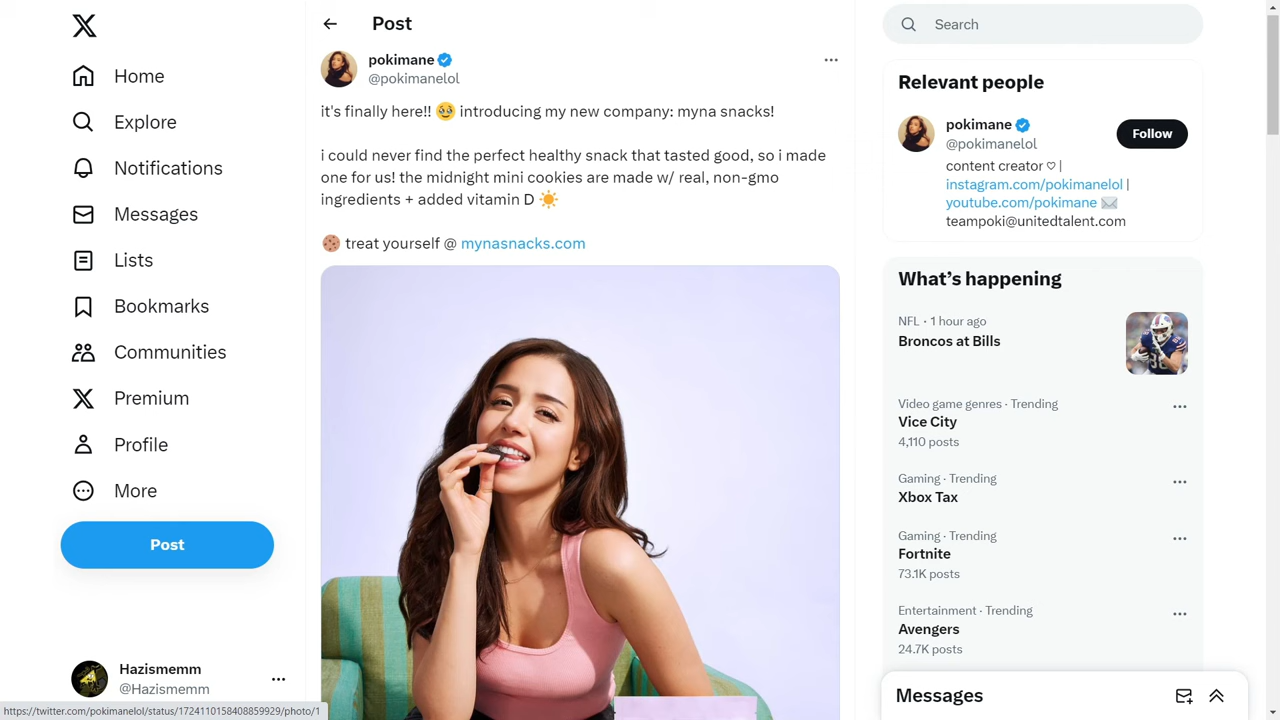 Home
Explore
Notifications
Messages
Lists
Bookmarks
Communities
Premium
Profile
More
Post
Hazismemm
@Hazismemm
https://twitter.com/pokimanelol/status/1724110158408859929/photo/1
Post
pokimane
@pokimanelol
it's finally here!! 🥹 introducing my new company: myna snacks!
i could never find the perfect healthy snack that tasted good, so i made
one for us! the midnight mini cookies are made w/ real, non-gmo
ingredients + added vitamin D ☀️
🍪 treat yourself @ mynasnacks.com
Search
Relevant people
pokimane
@pokimanelol
Follow
content creator ♡ |
instagram.com/pokimanelol |
youtube.com/pokimane ✉️
teampoki@unitedtalent.com
What’s happening
NFL · 1 hour ago
Broncos at Bills
Video game genres · Trending
Vice City
4,110 posts
Gaming · Trending
Xbox Tax
Gaming · Trending
Fortnite
73.1K posts
Entertainment · Trending
Avengers
24.7K posts
Messages